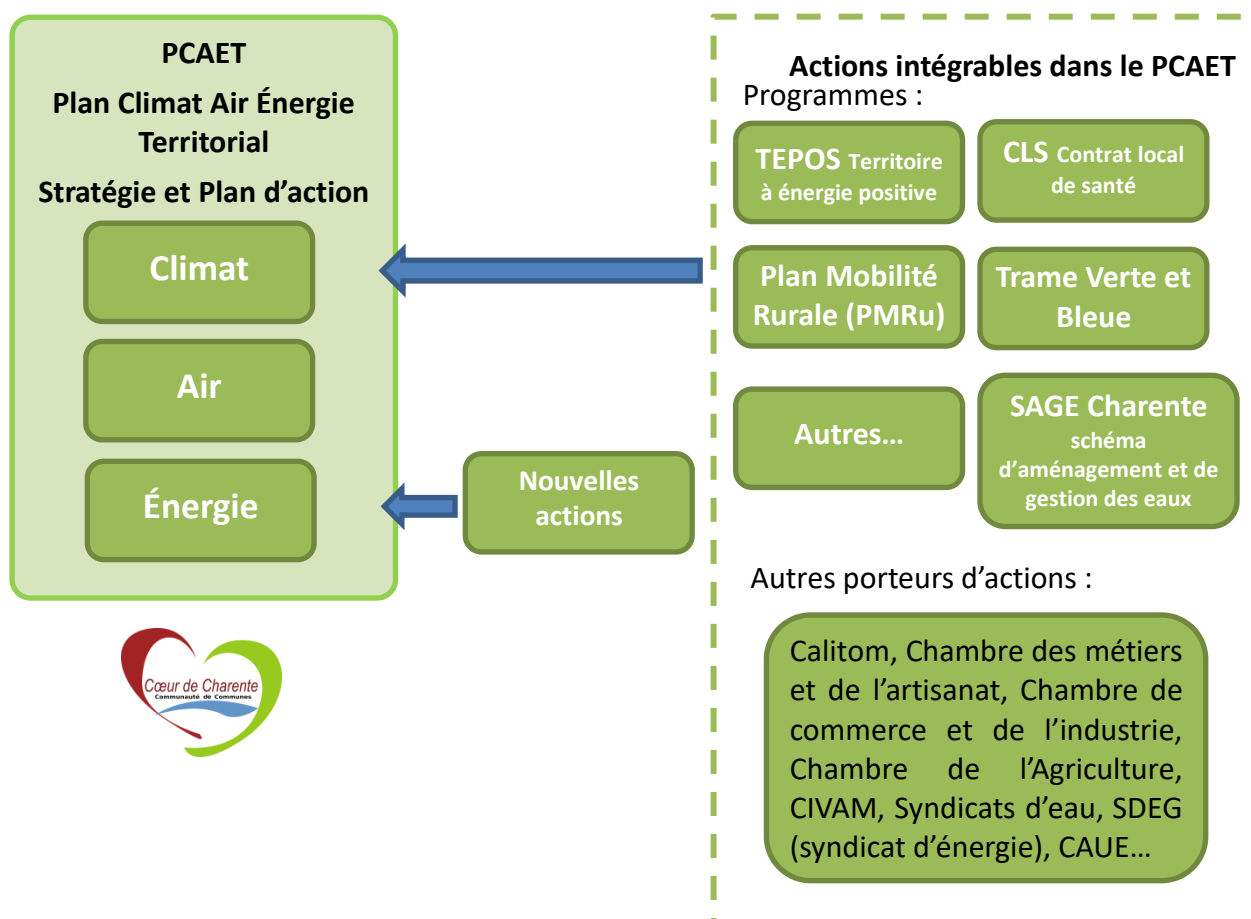 PCAET
Plan Climat Air Énergie
Territorial
Stratégie et Plan d’action
Climat
Air
Énergie
Nouvelles
actions
Cœur de Charente
Communauté de Communes
Actions intégrables dans le PCAET
Programmes :
TEPOS Territoire
à énergie positive
CLS Contrat local
de santé
Plan Mobilité
Rurale (PMRu)
Trame Verte et
Bleue
Autres…
SAGE Charente
schéma
d’aménagement et de
gestion des eaux
Autres porteurs d’actions :
Calitom, Chambre des métiers
et de l’artisanat, Chambre de
commerce et de l’industrie,
Chambre de l’Agriculture,
CIVAM, Syndicats d’eau, SDEG
(syndicat d’énergie), CAUE…